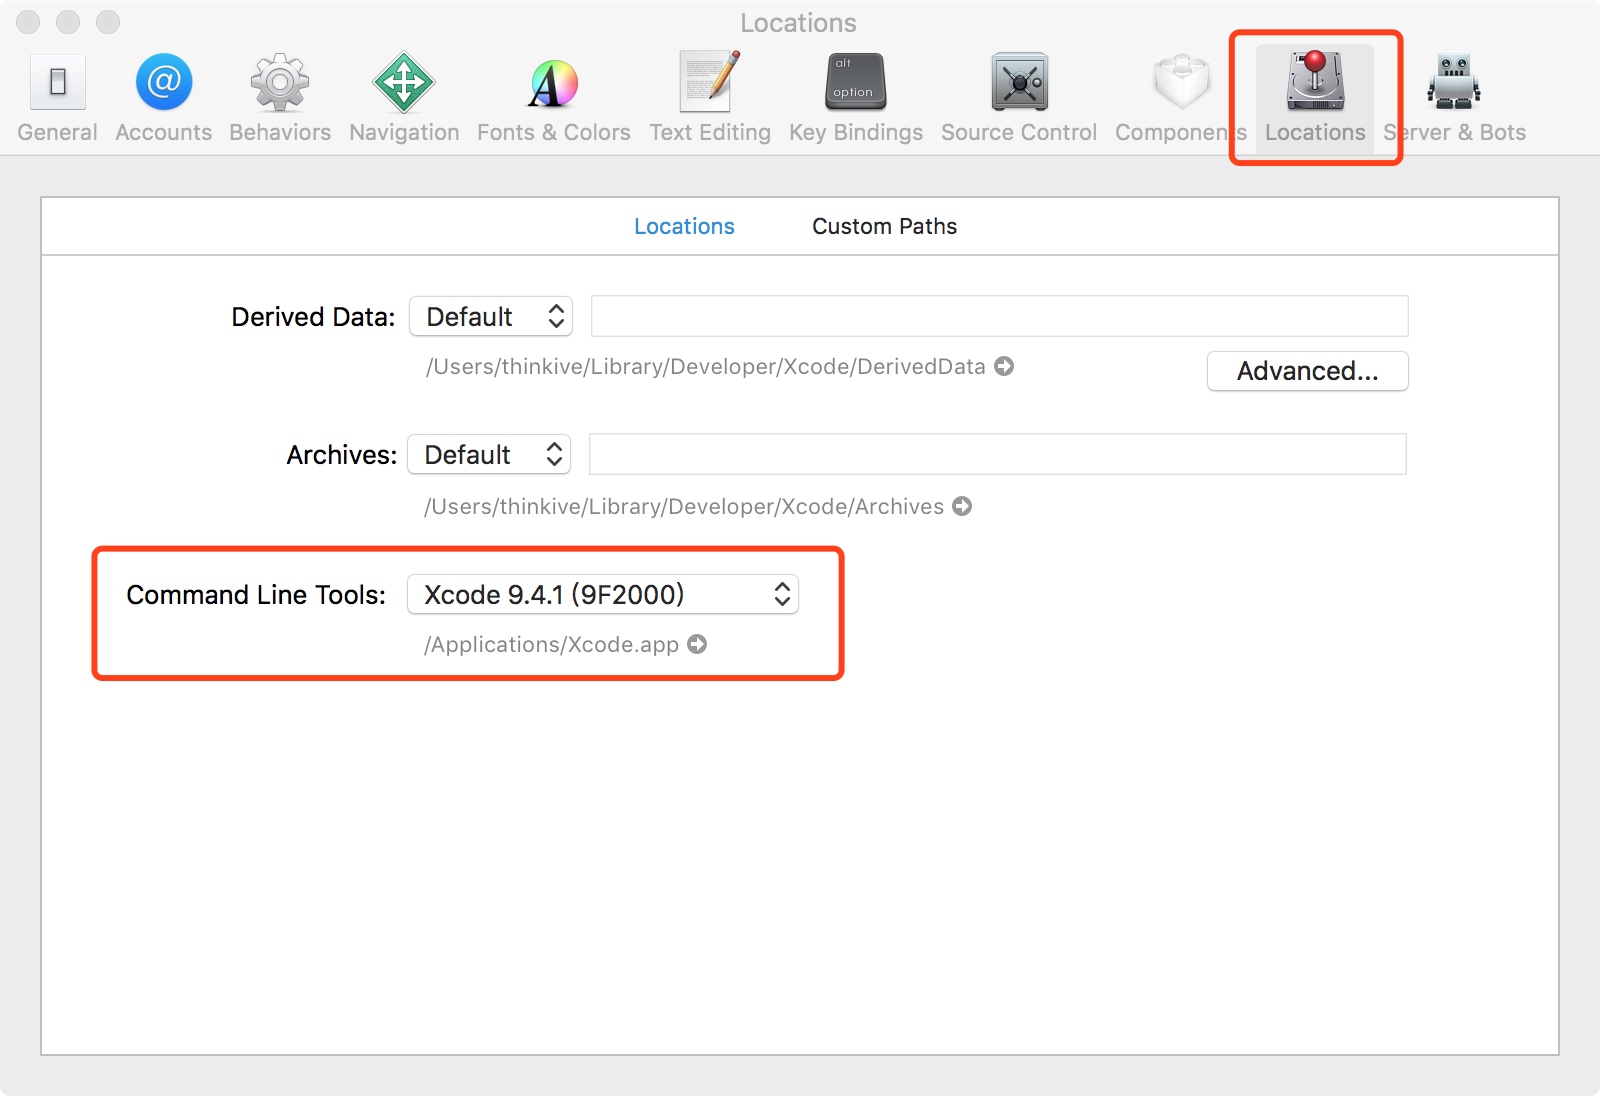 Locations
alt
option
General Accounts Behaviors Navigation Fonts & Colors Text Editing Key Bindings Source Control Components Locations Server & Bots
Locations Custom Paths
Derived Data: Default
/Users/thinkive/Library/Developer/Xcode/DerivedData
Advanced...
Archives: Default
/Users/thinkive/Library/Developer/Xcode/Archives
Command Line Tools: Xcode 9.4.1 (9F2000)
/Applications/Xcode.app